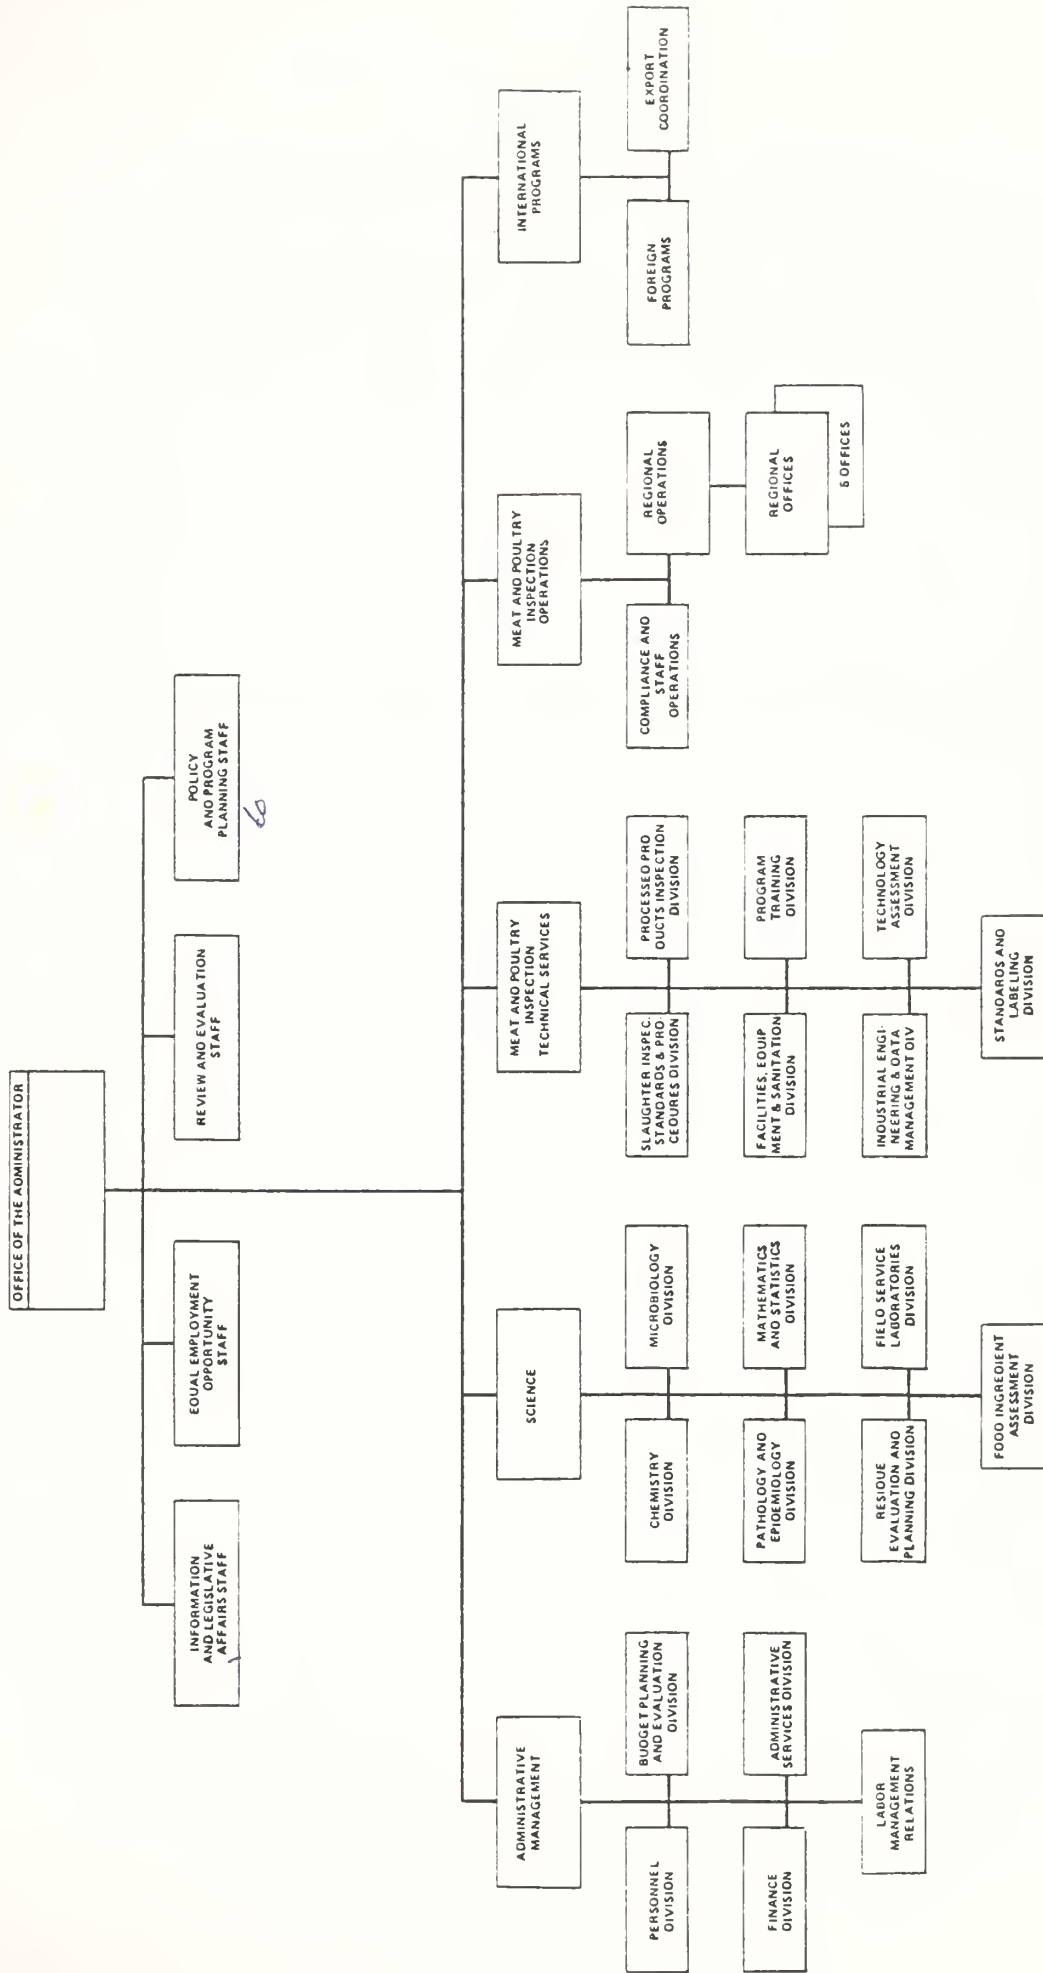 OFFICE OF THE ADMINISTRATOR
INFORMATION
AND LEGISLATIVE
AFFAIRS STAFF
EQUAL EMPLOYMENT
OPPORTUNITY
STAFF
REVIEW AND EVALUATION
STAFF
POLICY
AND PROGRAM
PLANNING STAFF
ADMINISTRATIVE
MANAGEMENT
SCIENCE
MEAT AND POULTRY
INSPECTION
TECHNICAL SERVICES
MEAT AND POULTRY
INSPECTION
OPERATIONS
INTERNATIONAL
PROGRAMS
PERSONNEL
DIVISION
BUDGET PLANNING
AND EVALUATION
DIVISION
CHEMISTRY
DIVISION
MICROBIOLOGY
DIVISION
SLAUGHTER INSPEC.
STANDARDS & PRO-
CEDURES DIVISION
PROCESSED PRO
DUCTS INSPECTION
DIVISION
COMPLIANCE AND
STAFF
OPERATIONS
REGIONAL
OPERATIONS
FOREIGN
PROGRAMS
EXPORT
COORDINATION
FINANCE
DIVISION
ADMINISTRATIVE
SERVICES DIVISION
PATHOLOGY AND
EPIDEMIOLOGY
DIVISION
MATHEMATICS
AND STATISTICS
DIVISION
FACILITIES, EQUIP
MENT & SANITATION
DIVISION
PROGRAM
TRAINING
DIVISION
REGIONAL
OFFICES
5 OFFICES
LABOR
MANAGEMENT
RELATIONS
RESIDUE
EVALUATION AND
PLANNING DIVISION
FIELD SERVICE
LABORATORIES
DIVISION
INDUSTRIAL ENGI-
NEERING & DATA
MANAGEMENT DIV
TECHNOLOGY
ASSESSMENT
DIVISION
FOOD INGREDIENT
ASSESSMENT
DIVISION
STANDARDS AND
LABELING
DIVISION